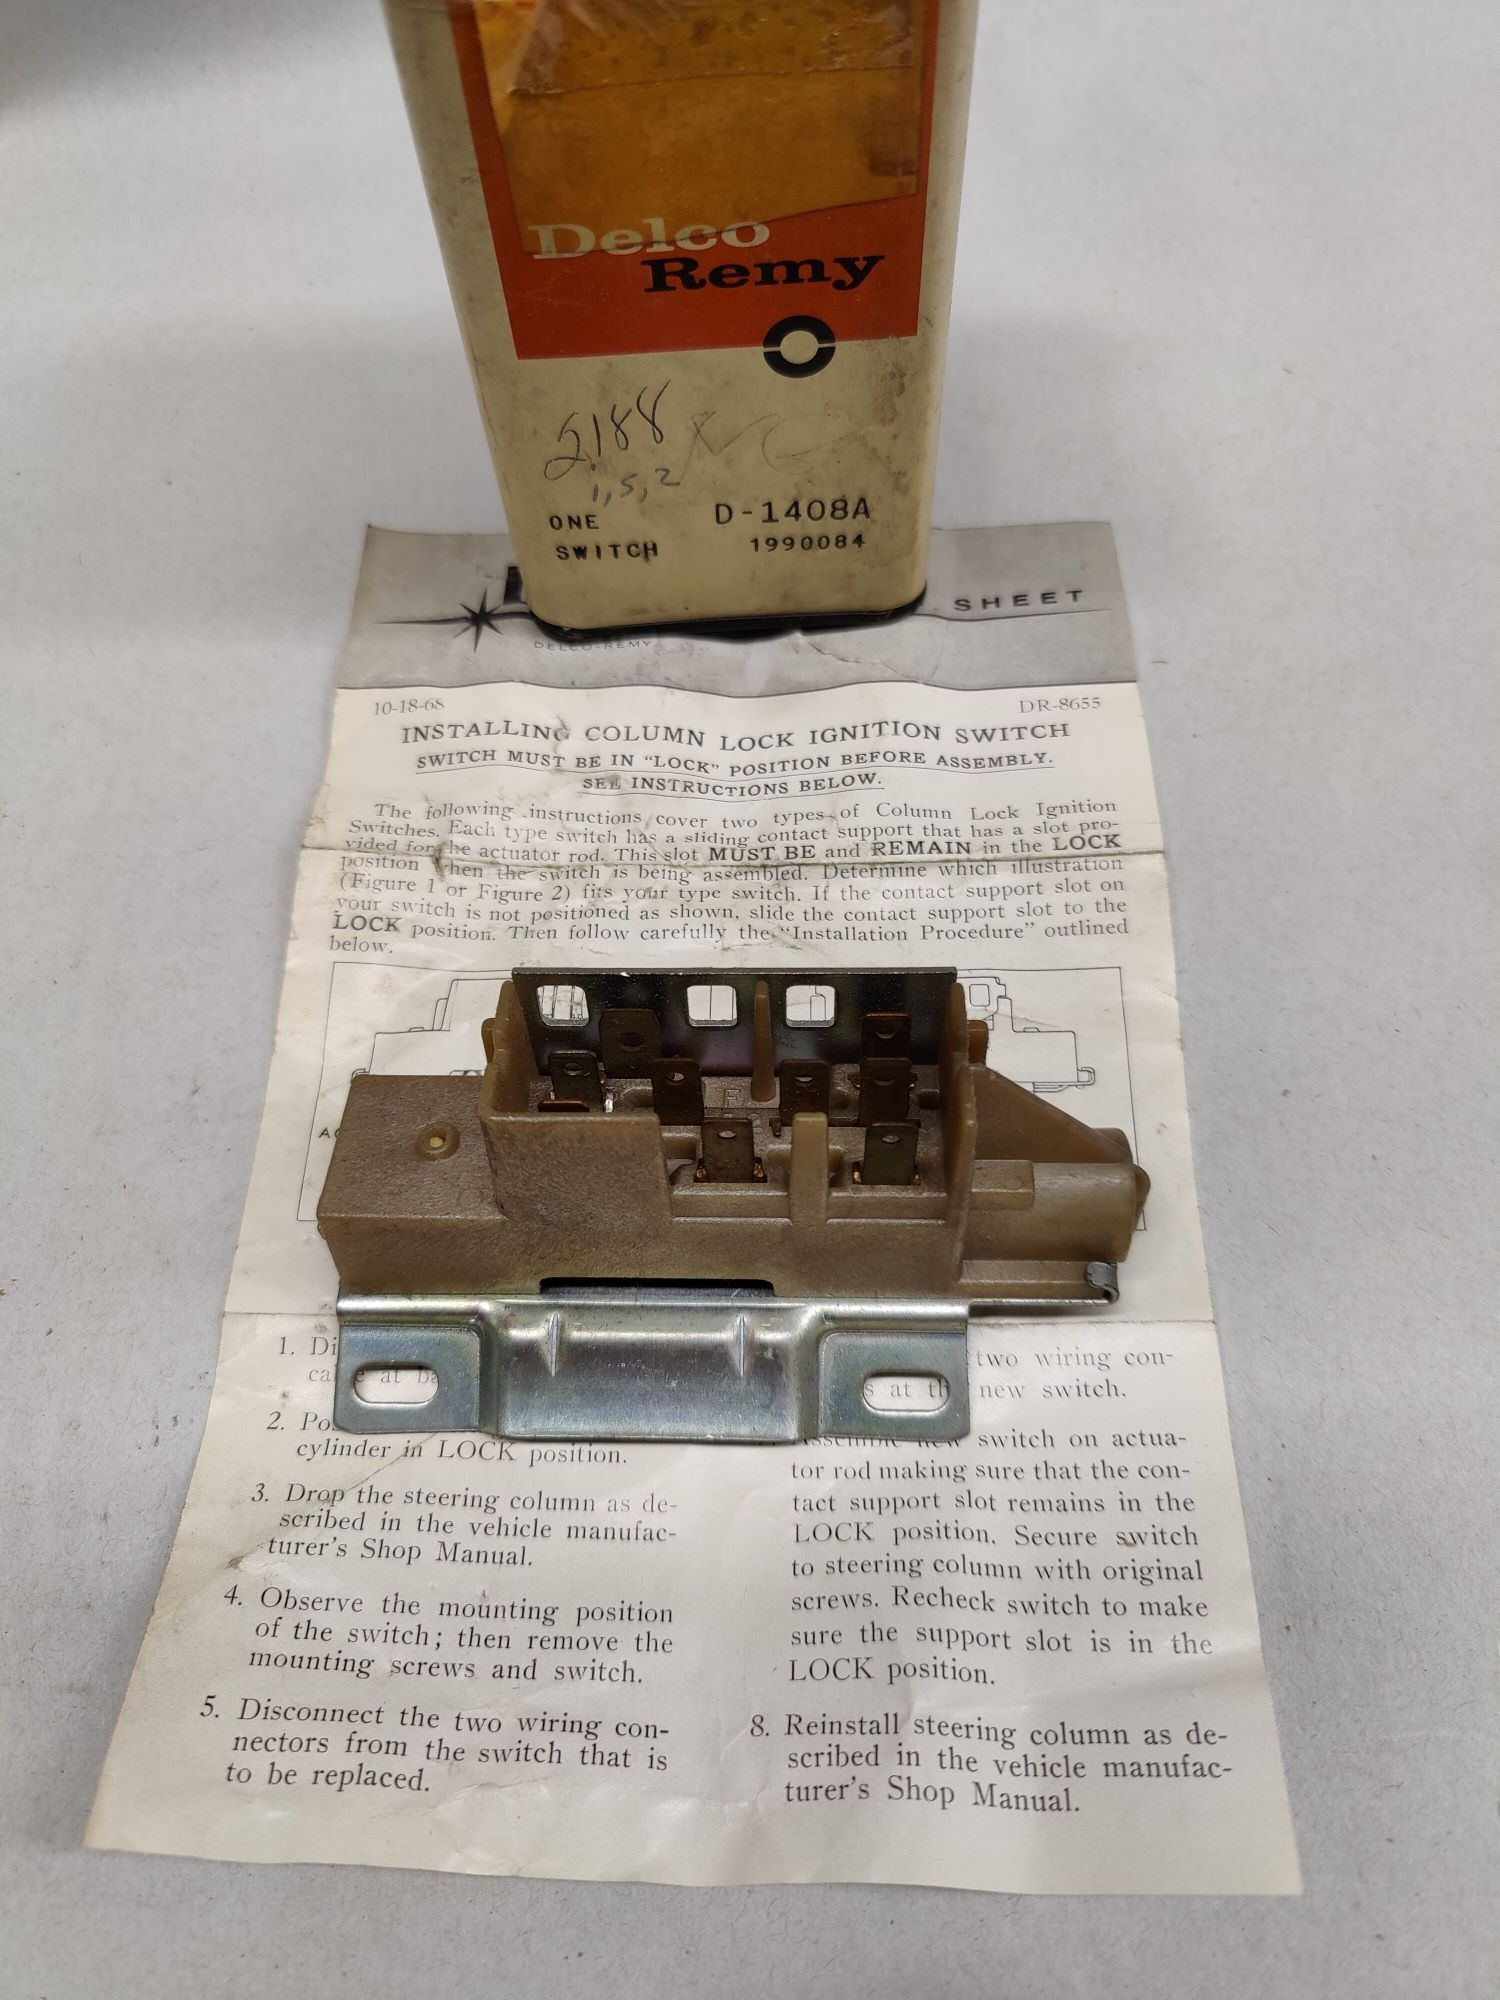 Delco
Remy
2188
1, 5, 2
ONE D-1408A
SWITCH 1990084
SHEET
DELCO-REMY
10-18-68 DR-8655
INSTALLING COLUMN LOCK IGNITION SWITCH
SWITCH MUST BE IN "LOCK" POSITION BEFORE ASSEMBLY.
SEE INSTRUCTIONS BELOW.
The following instructions cover two types of Column Lock Ignition
Switches. Each type switch has a sliding contact support that has a slot pro-
vided for the actuator rod. This slot MUST BE and REMAIN in the LOCK
position when the switch is being assembled. Determine which illustration
(Figure 1 or Figure 2) fits your type switch. If the contact support slot on
your switch is not positioned as shown, slide the contact support slot to the
LOCK position. Then follow carefully the "Installation Procedure" outlined
below.
1. Di
at ba
2. Po
cylinder in LOCK position.
3. Drop the steering column as de-
scribed in the vehicle manufac-
turer's Shop Manual.
4. Observe the mounting position
of the switch; then remove the
mounting screws and switch.
5. Disconnect the two wiring con-
nectors from the switch that is
to be replaced.
two wiring con-
s at th new switch.
Assemble new switch on actua-
tor rod making sure that the con-
tact support slot remains in the
LOCK position. Secure switch
to steering column with original
screws. Recheck switch to make
sure the support slot is in the
LOCK position.
8. Reinstall steering column as de-
scribed in the vehicle manufac-
turer's Shop Manual.